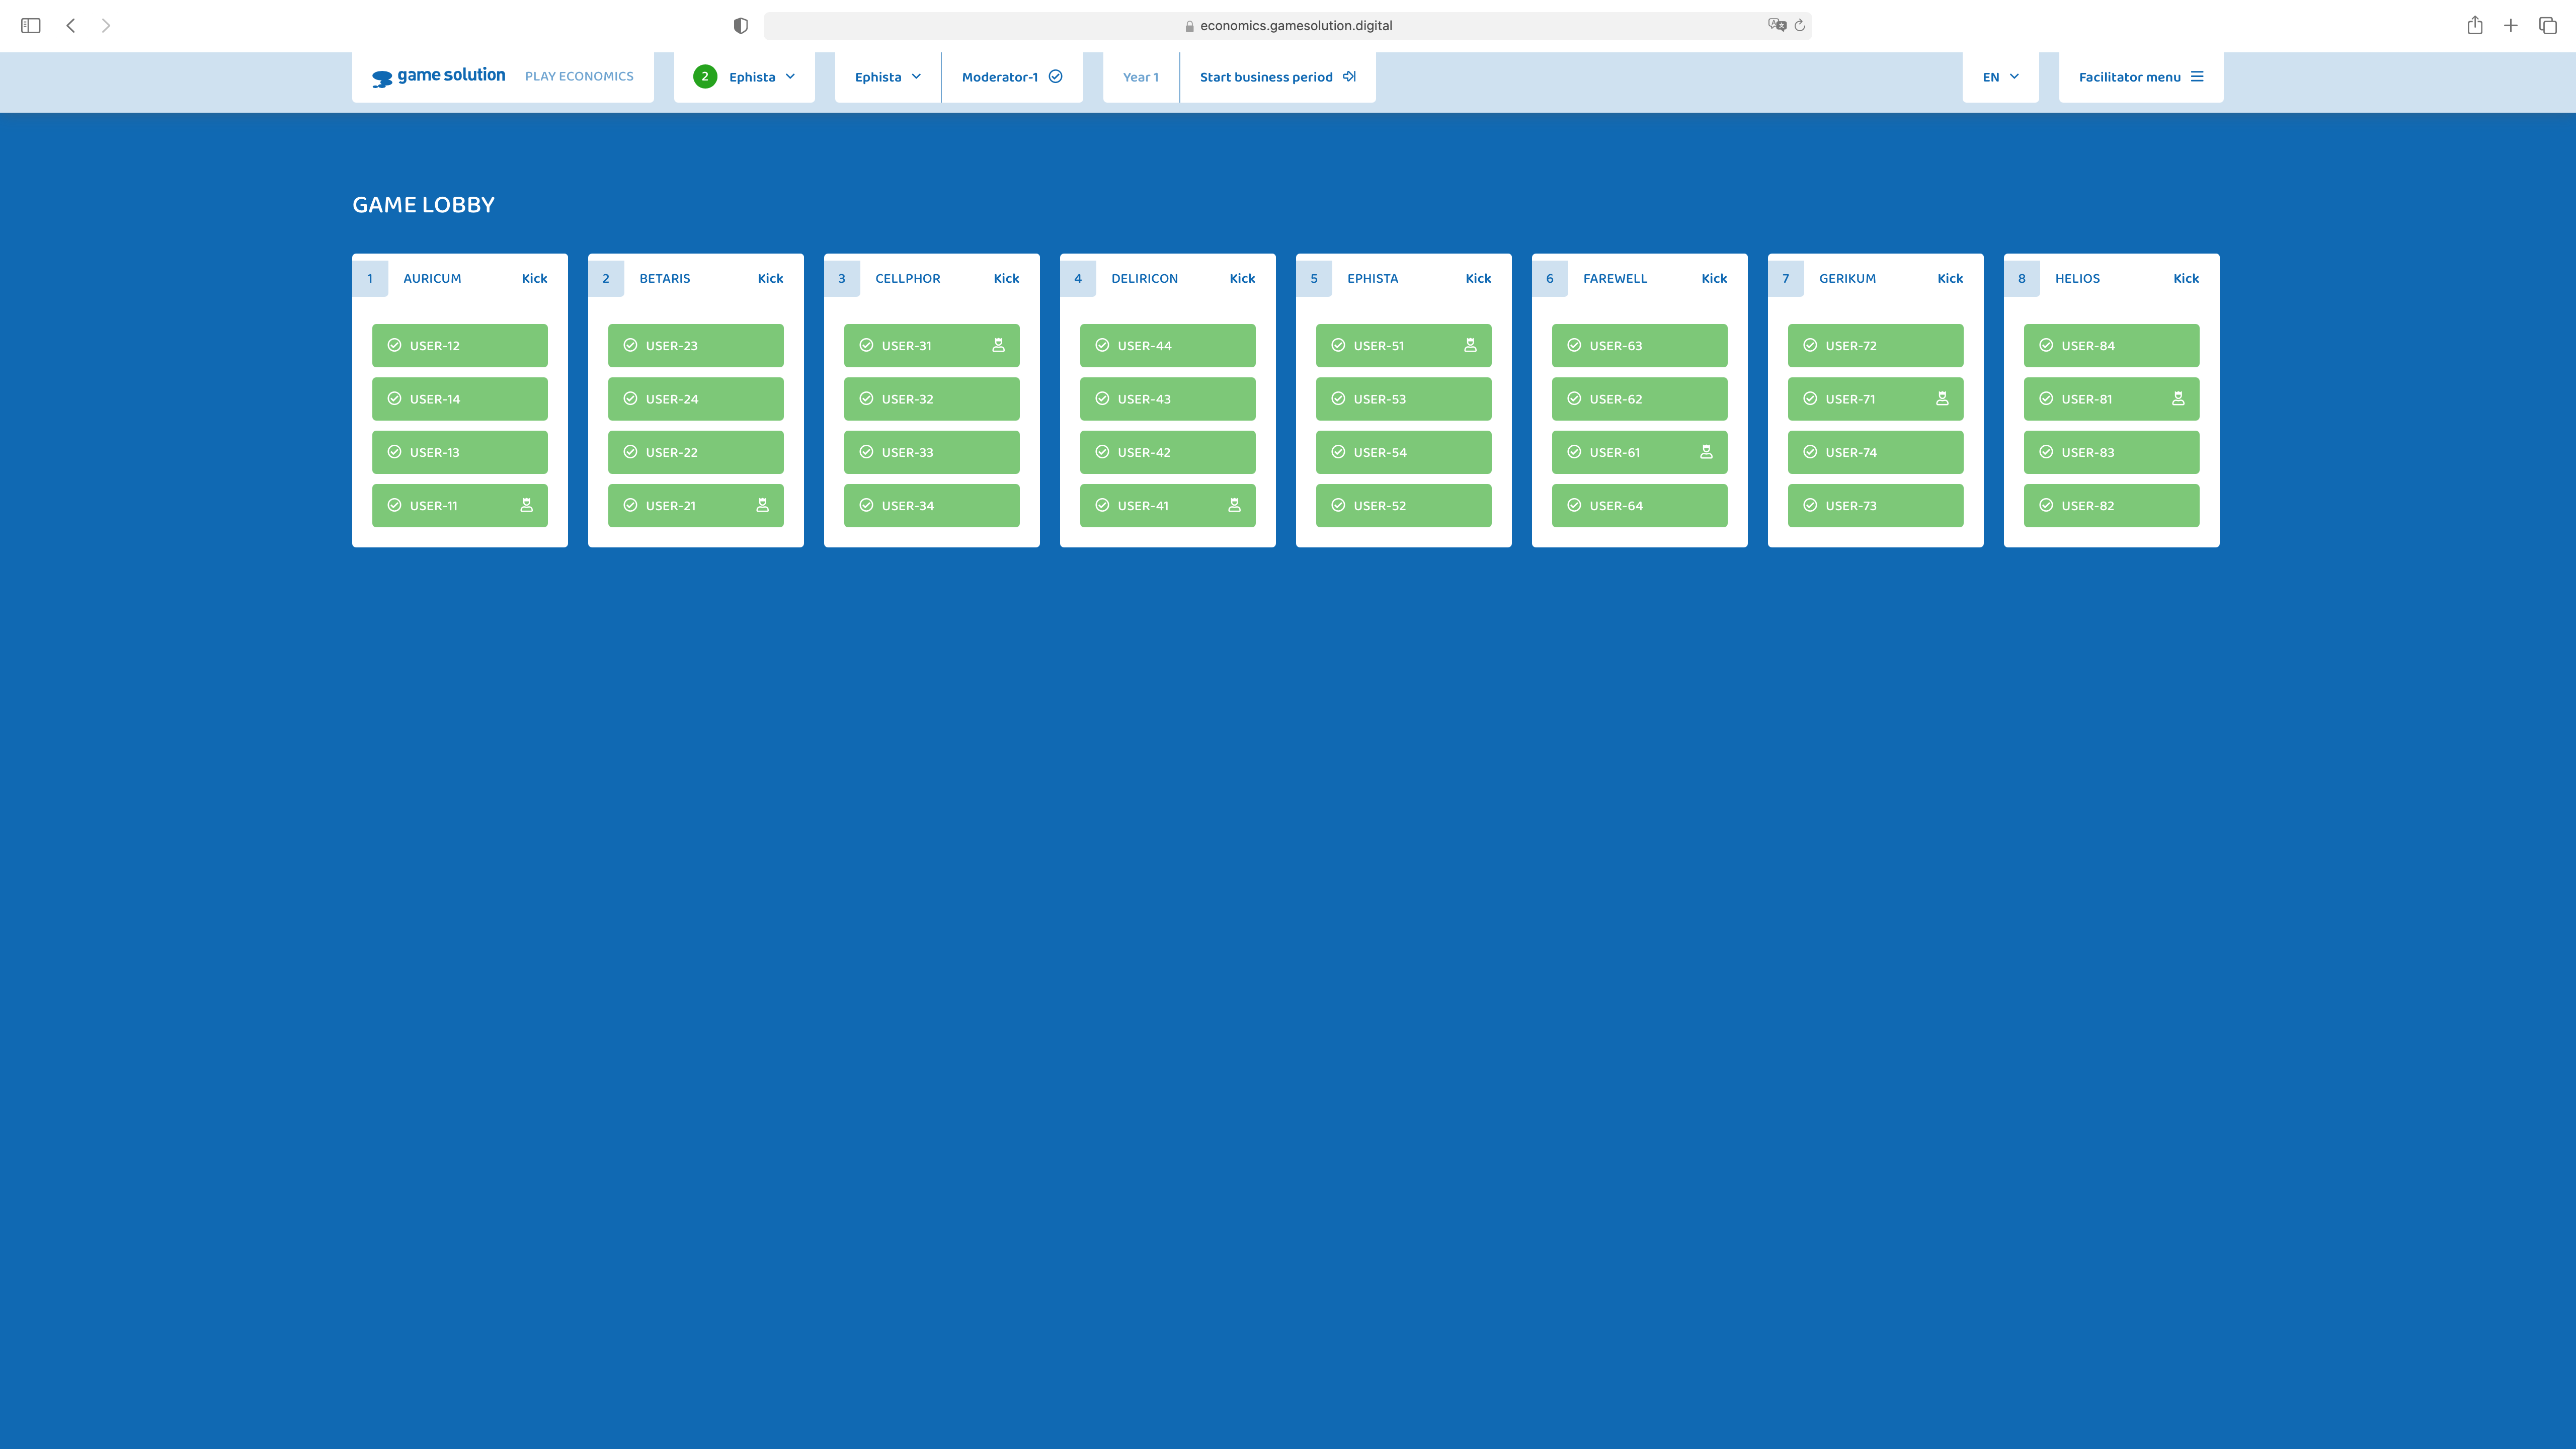 economics.gamesolution.digital
game solution PLAY ECONOMICS 2 Ephista Ephista Moderator-1 Year 1 Start business period EN Facilitator menu
GAME LOBBY
1 AURICUM Kick
USER-12
USER-14
USER-13
USER-11
2 BETARIS Kick
USER-23
USER-24
USER-22
USER-21
3 CELLPHOR Kick
USER-31
USER-32
USER-33
USER-34
4 DELIRICON Kick
USER-44
USER-43
USER-42
USER-41
5 EPHISTA Kick
USER-51
USER-53
USER-54
USER-52
6 FAREWELL Kick
USER-63
USER-62
USER-61
USER-64
7 GERIKUM Kick
USER-72
USER-71
USER-74
USER-73
8 HELIOS Kick
USER-84
USER-81
USER-83
USER-82